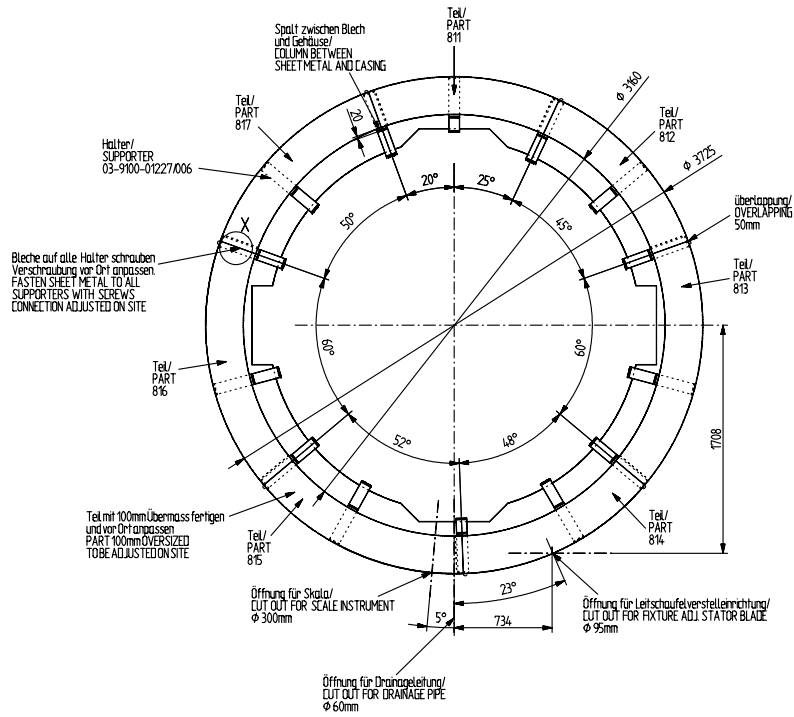 Teil/
PART
811
Spalt zwischen Blech
und Gehäuse/
COLUMN BETWEEN
SHEET METAL AND CASING
Teil/
PART
817
20
Φ 3160
Teil/
PART
812
Halter/
SUPPORTER
03-9100-01227/006
Φ 3725
20°
25°
50°
45°
überlappung/
OVERLAPPING
50mm
X
Bleche auf alle Halter schrauben
Verschraubung vor Ort anpassen.
FASTEN SHEET METAL TO ALL
SUPPORTERS WITH SCREWS
CONNECTION ADJUSTED ON SITE
Teil/
PART
813
60°
60°
Teil/
PART
816
52°
48°
1708
Teil mit 100mm Übermass fertigen
und vor Ort anpassen
PART 100mm OVERSIZED
TO BE ADJUSTED ON SITE
Teil/
PART
815
Teil/
PART
814
Öffnung für Skala/
CUT OUT FOR SCALE INSTRUMENT
Φ 300mm
23°
5°
734
Öffnung für Leitschaufelverstelleinrichtung/
CUT OUT FOR FIXTURE ADJ. STATOR BLADE
Φ 95mm
Öffnung für Drainageleitung/
CUT OUT FOR DRAINAGE PIPE
Φ 60mm